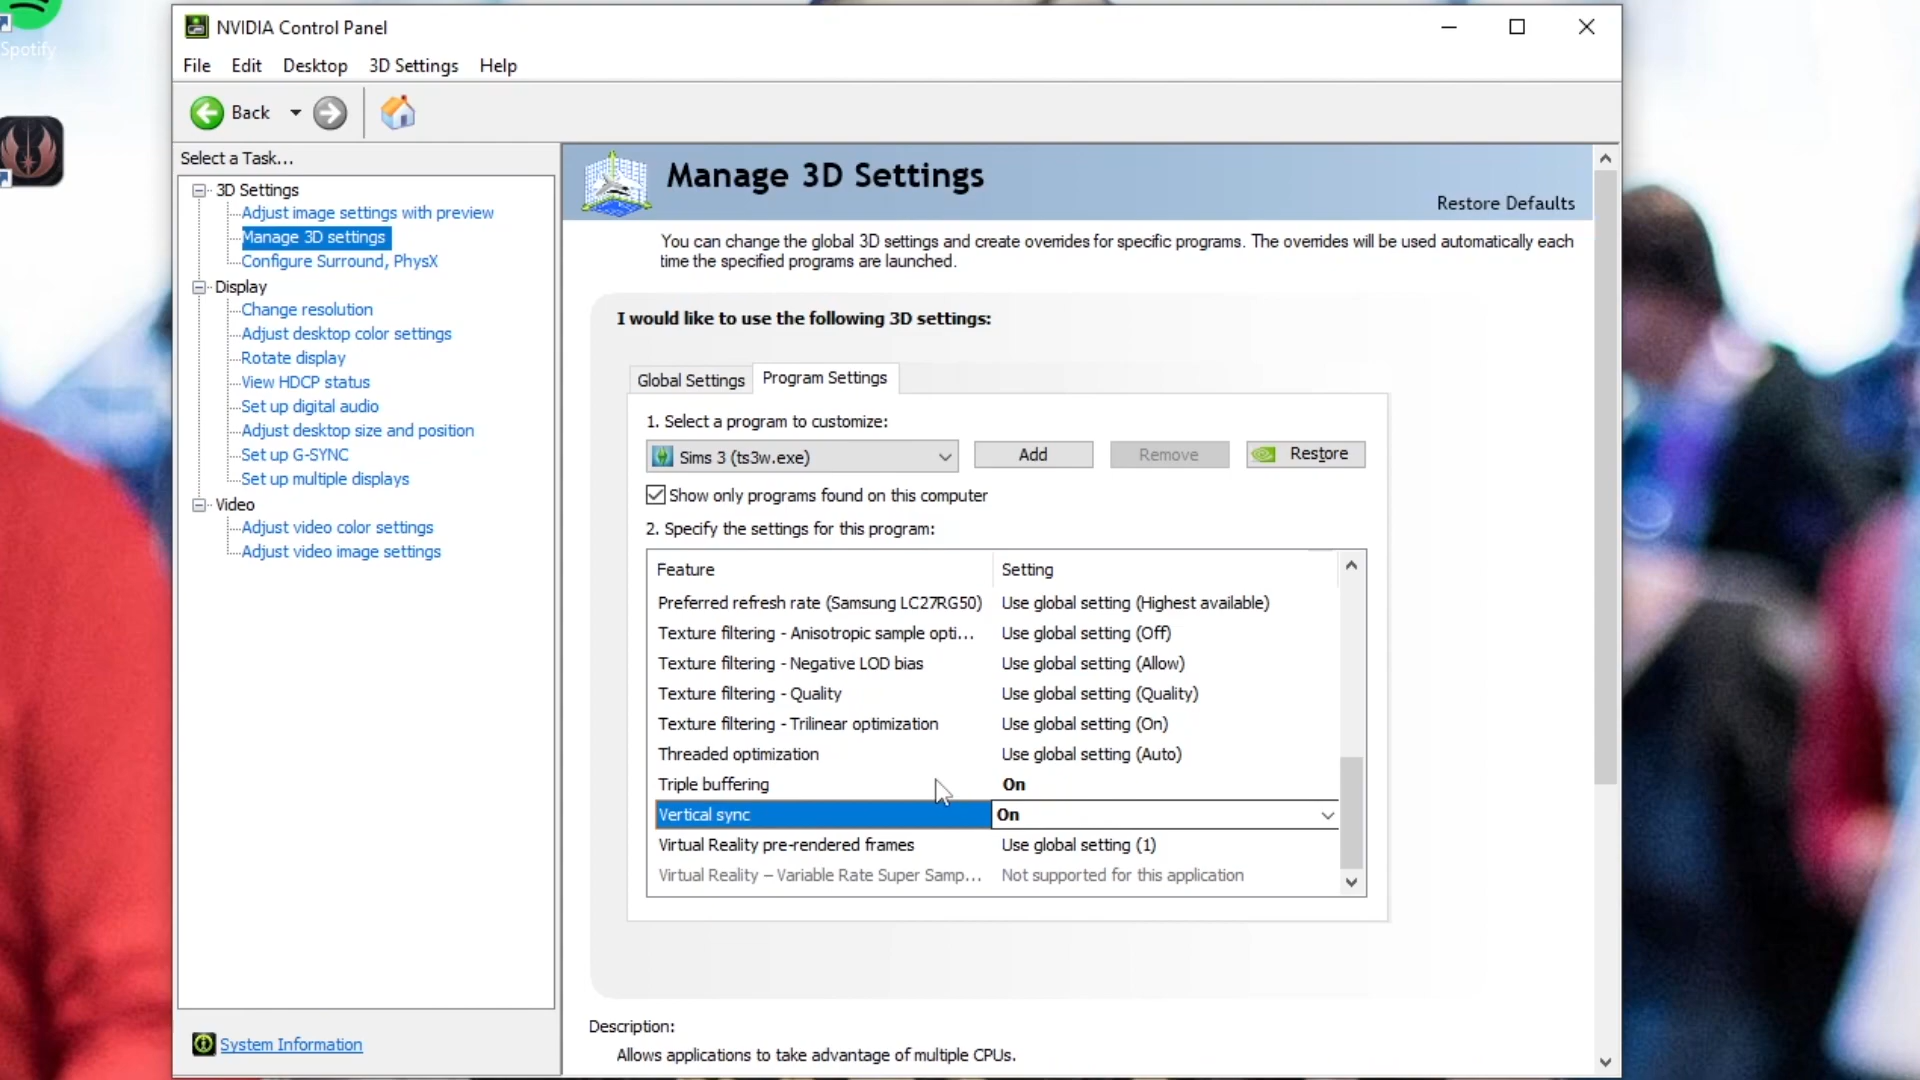 Spotify
NVIDIA Control Panel
File Edit Desktop 3D Settings Help
Back
Select a Task...
3D Settings
Adjust image settings with preview
Manage 3D settings
Configure Surround, PhysX
Display
Change resolution
Adjust desktop color settings
Rotate display
View HDCP status
Set up digital audio
Adjust desktop size and position
Set up G-SYNC
Set up multiple displays
Video
Adjust video color settings
Adjust video image settings
System Information
Manage 3D Settings
Restore Defaults
You can change the global 3D settings and create overrides for specific programs. The overrides will be used automatically each
time the specified programs are launched.
I would like to use the following 3D settings:
Global Settings Program Settings
1. Select a program to customize:
Sims 3 (ts3w.exe) Add Remove Restore
Show only programs found on this computer
2. Specify the settings for this program:
Feature Setting
Preferred refresh rate (Samsung LC27RG50) Use global setting (Highest available)
Texture filtering - Anisotropic sample opti... Use global setting (Off)
Texture filtering - Negative LOD bias Use global setting (Allow)
Texture filtering - Quality Use global setting (Quality)
Texture filtering - Trilinear optimization Use global setting (On)
Threaded optimization Use global setting (Auto)
Triple buffering On
Vertical sync On
Virtual Reality pre-rendered frames Use global setting (1)
Virtual Reality – Variable Rate Super Samp... Not supported for this application
Description:
Allows applications to take advantage of multiple CPUs.